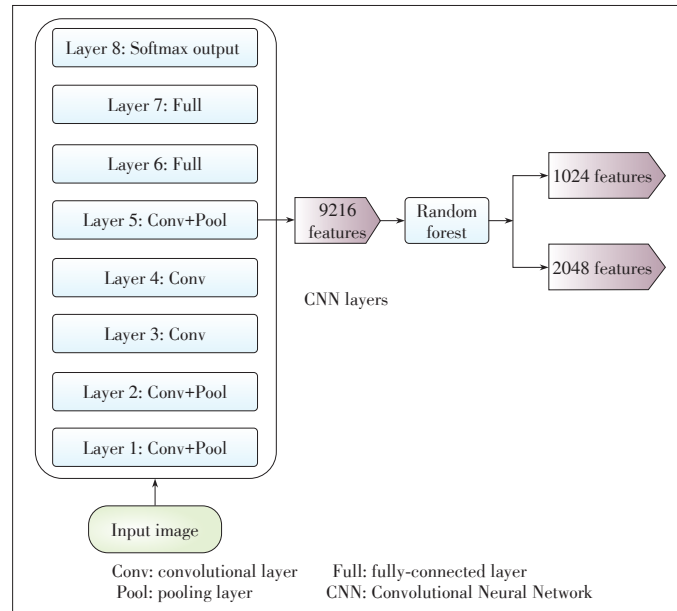 Layer 8: Softmax output
Layer 7: Full
Layer 6: Full
Layer 5: Conv+Pool
Layer 4: Conv
Layer 3: Conv
Layer 2: Conv+Pool
Layer 1: Conv+Pool
Input image
9216
features
Random
forest
1024 features
2048 features
CNN layers
Conv: convolutional layer Full: fully-connected layer
Pool: pooling layer CNN: Convolutional Neural Network